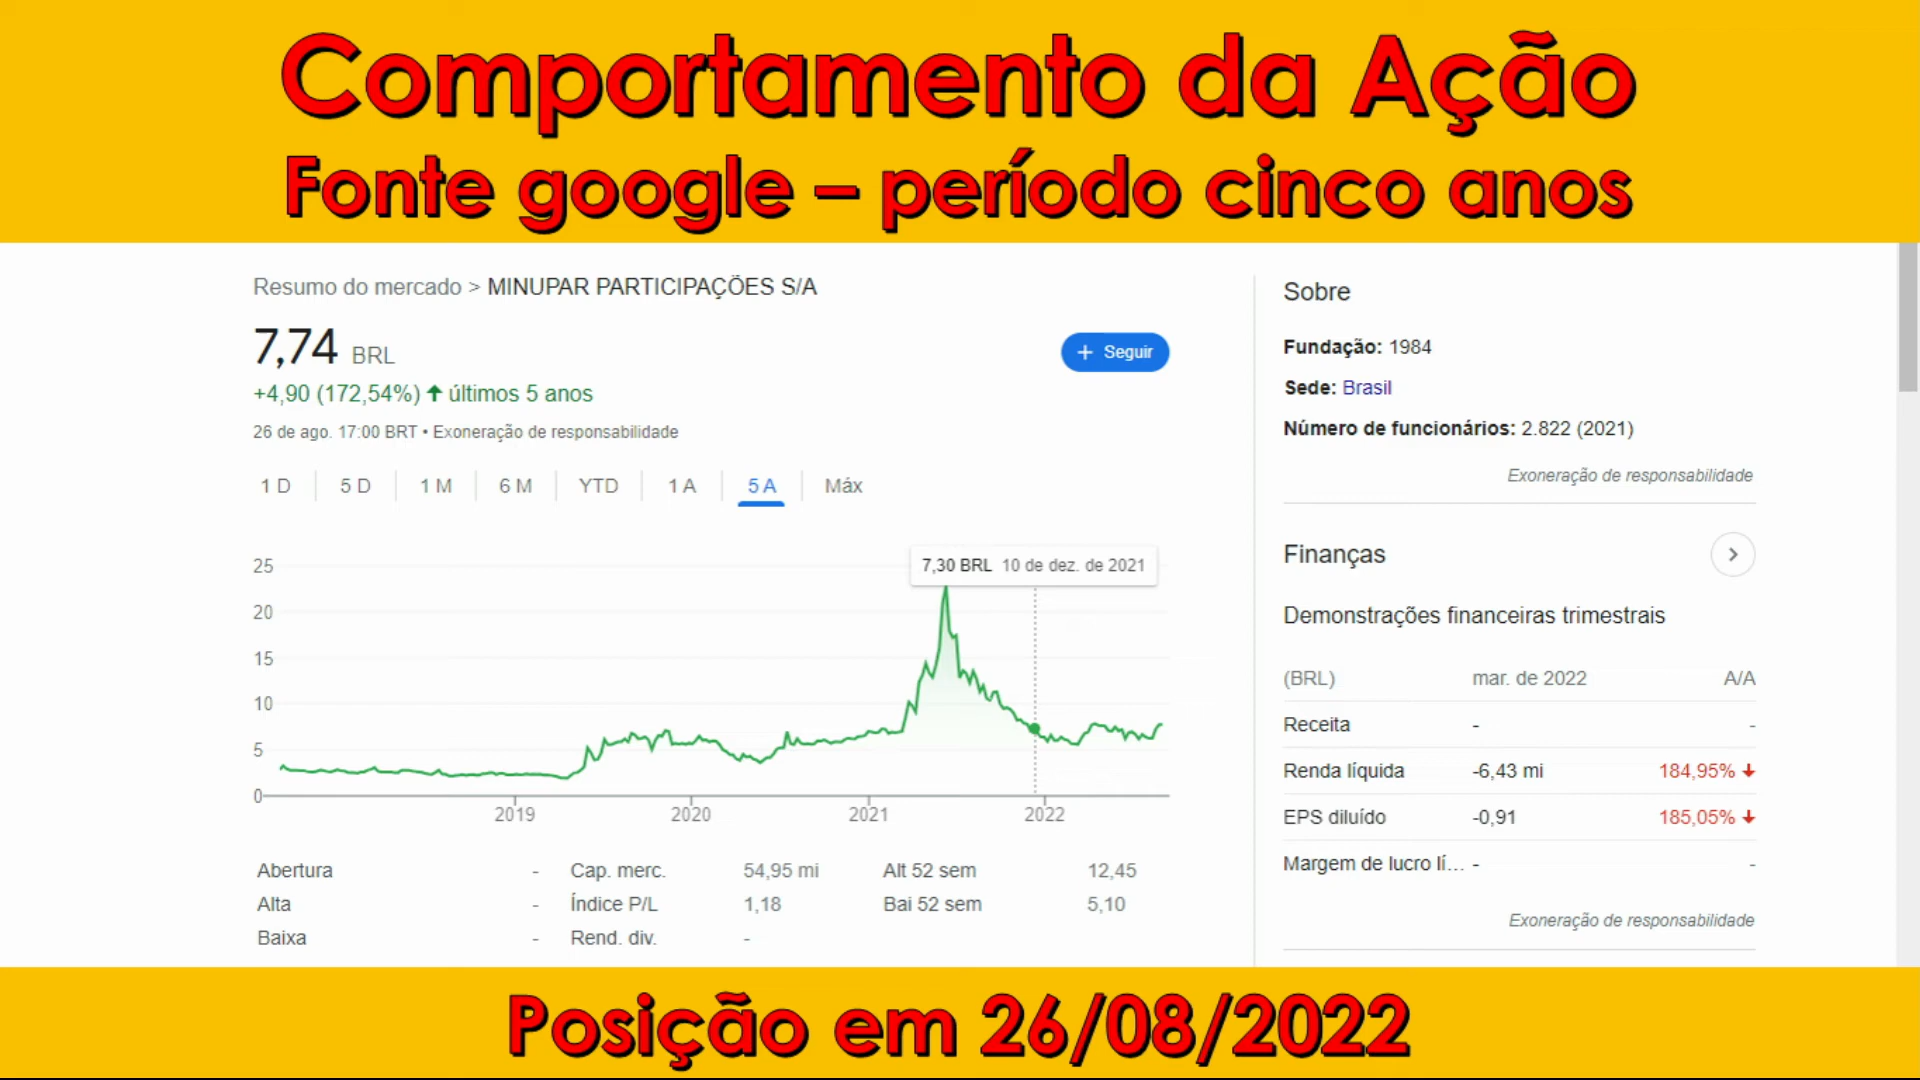 Comportamento da Ação
Fonte google – período cinco anos
Resumo do mercado > MINUPAR PARTICIPAÇÕES S/A
7,74 BRL
+ Seguir
+4,90 (172,54%) ↑ últimos 5 anos
26 de ago. 17:00 BRT • Exoneração de responsabilidade
1 D 5 D 1 M 6 M YTD 1 A 5 A Máx
7,30 BRL 10 de dez. de 2021
25
20
15
10
5
0
2019 2020 2021 2022
Abertura - Cap. merc. 54,95 mi Alt 52 sem 12,45
Alta - Índice P/L 1,18 Bai 52 sem 5,10
Baixa - Rend. div. -
Sobre
Fundação: 1984
Sede: Brasil
Número de funcionários: 2.822 (2021)
Exoneração de responsabilidade
Finanças
Demonstrações financeiras trimestrais
(BRL) mar. de 2022 A/A
Receita - -
Renda líquida -6,43 mi 184,95% ↓
EPS diluído -0,91 185,05% ↓
Margem de lucro lí... - -
Exoneração de responsabilidade
Posição em 26/08/2022